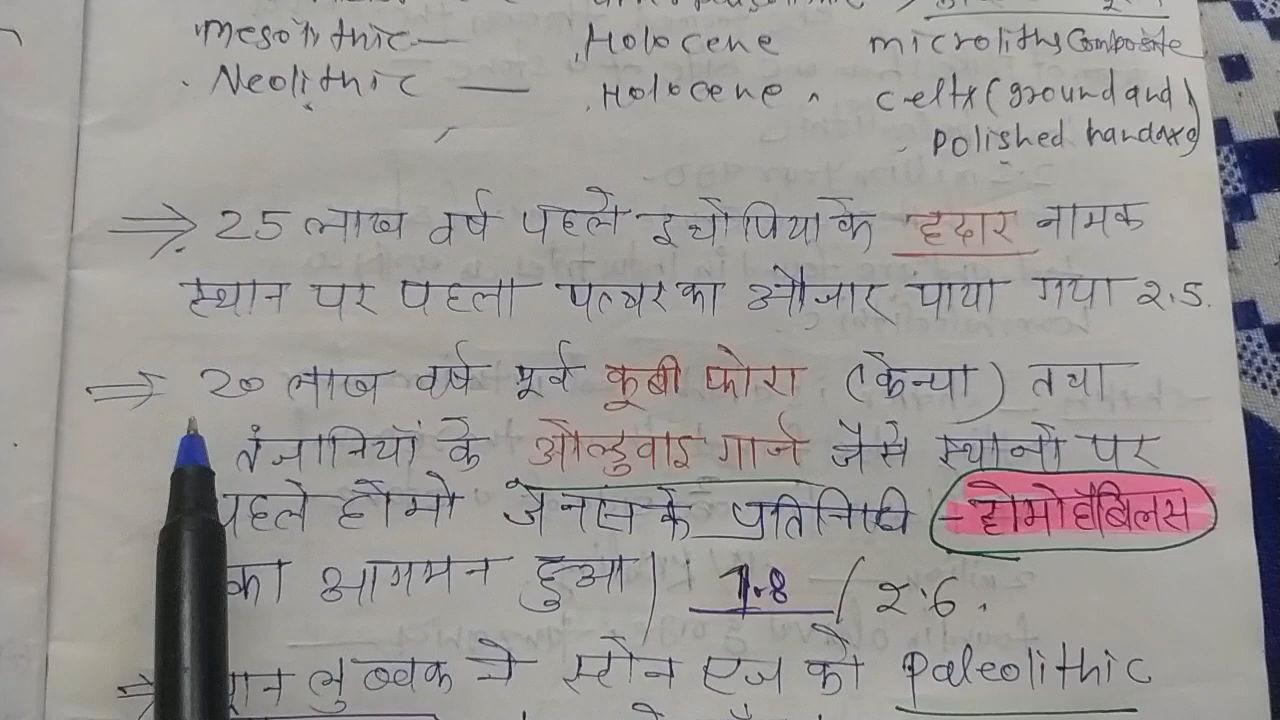 Mesolithic — Holocene microliths Composite
Neolithic — Holocene celts (ground and
polished handaxe)
⇒ 25 लाख वर्ष पहले इथोपिया के हदार नामक
स्थान पर पहला पत्थर का औजार पाया गया 2.5.
⇒ 20 लाख वर्ष पूर्व कूबी फोरा (केन्या) तथा
तंजानियाँ के ओल्डुवाइ गार्ज जैसे स्थानों पर
पहले होमो जेनस के प्रतिनिधि - होमोहैबिलस
का आगमन हुआ। 1.8 / 2.6.
⇒ लुब्बक ने स्टोन एज को Paleolithic